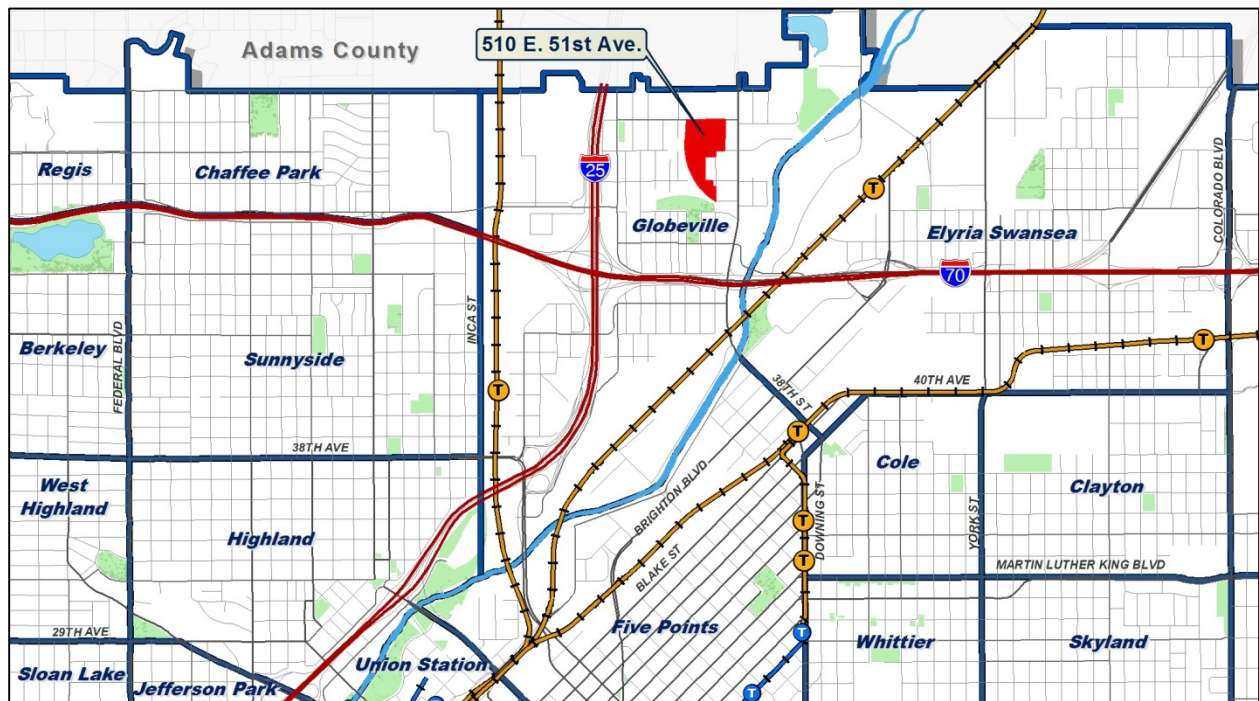 Adams County
510 E. 51st Ave.
Regis
Chaffee Park
25
T
Globeville
Elyria Swansea
COLORADO BLVD
70
Berkeley
FEDERAL BLVD
Sunnyside
INCA ST
T
T
38TH ST
40TH AVE
38TH AVE
T
Cole
West
Highland
Clayton
Highland
BRIGHTON BLVD
BLAKE ST
T
T
DOWNING ST
YORK ST
MARTIN LUTHER KING BLVD
29TH AVE
Five Points
T
Whittier
Skyland
Sloan Lake
Jefferson Park
Union Station
T
T